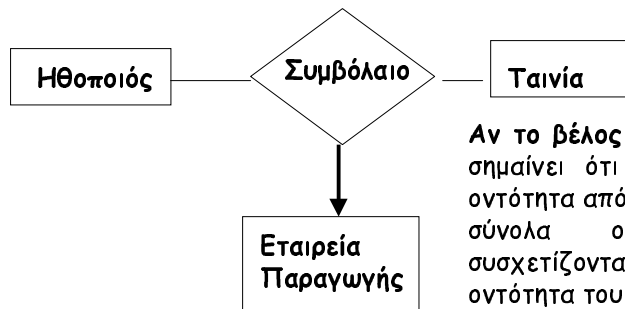 Ηθοποιός
Συμβόλαιο
Ταινία
Αν το βέλος
σημαίνει ότι
οντότητα από
σύνολα ο
συσχετίζοντα
οντότητα του
Εταιρεία
Παραγωγής